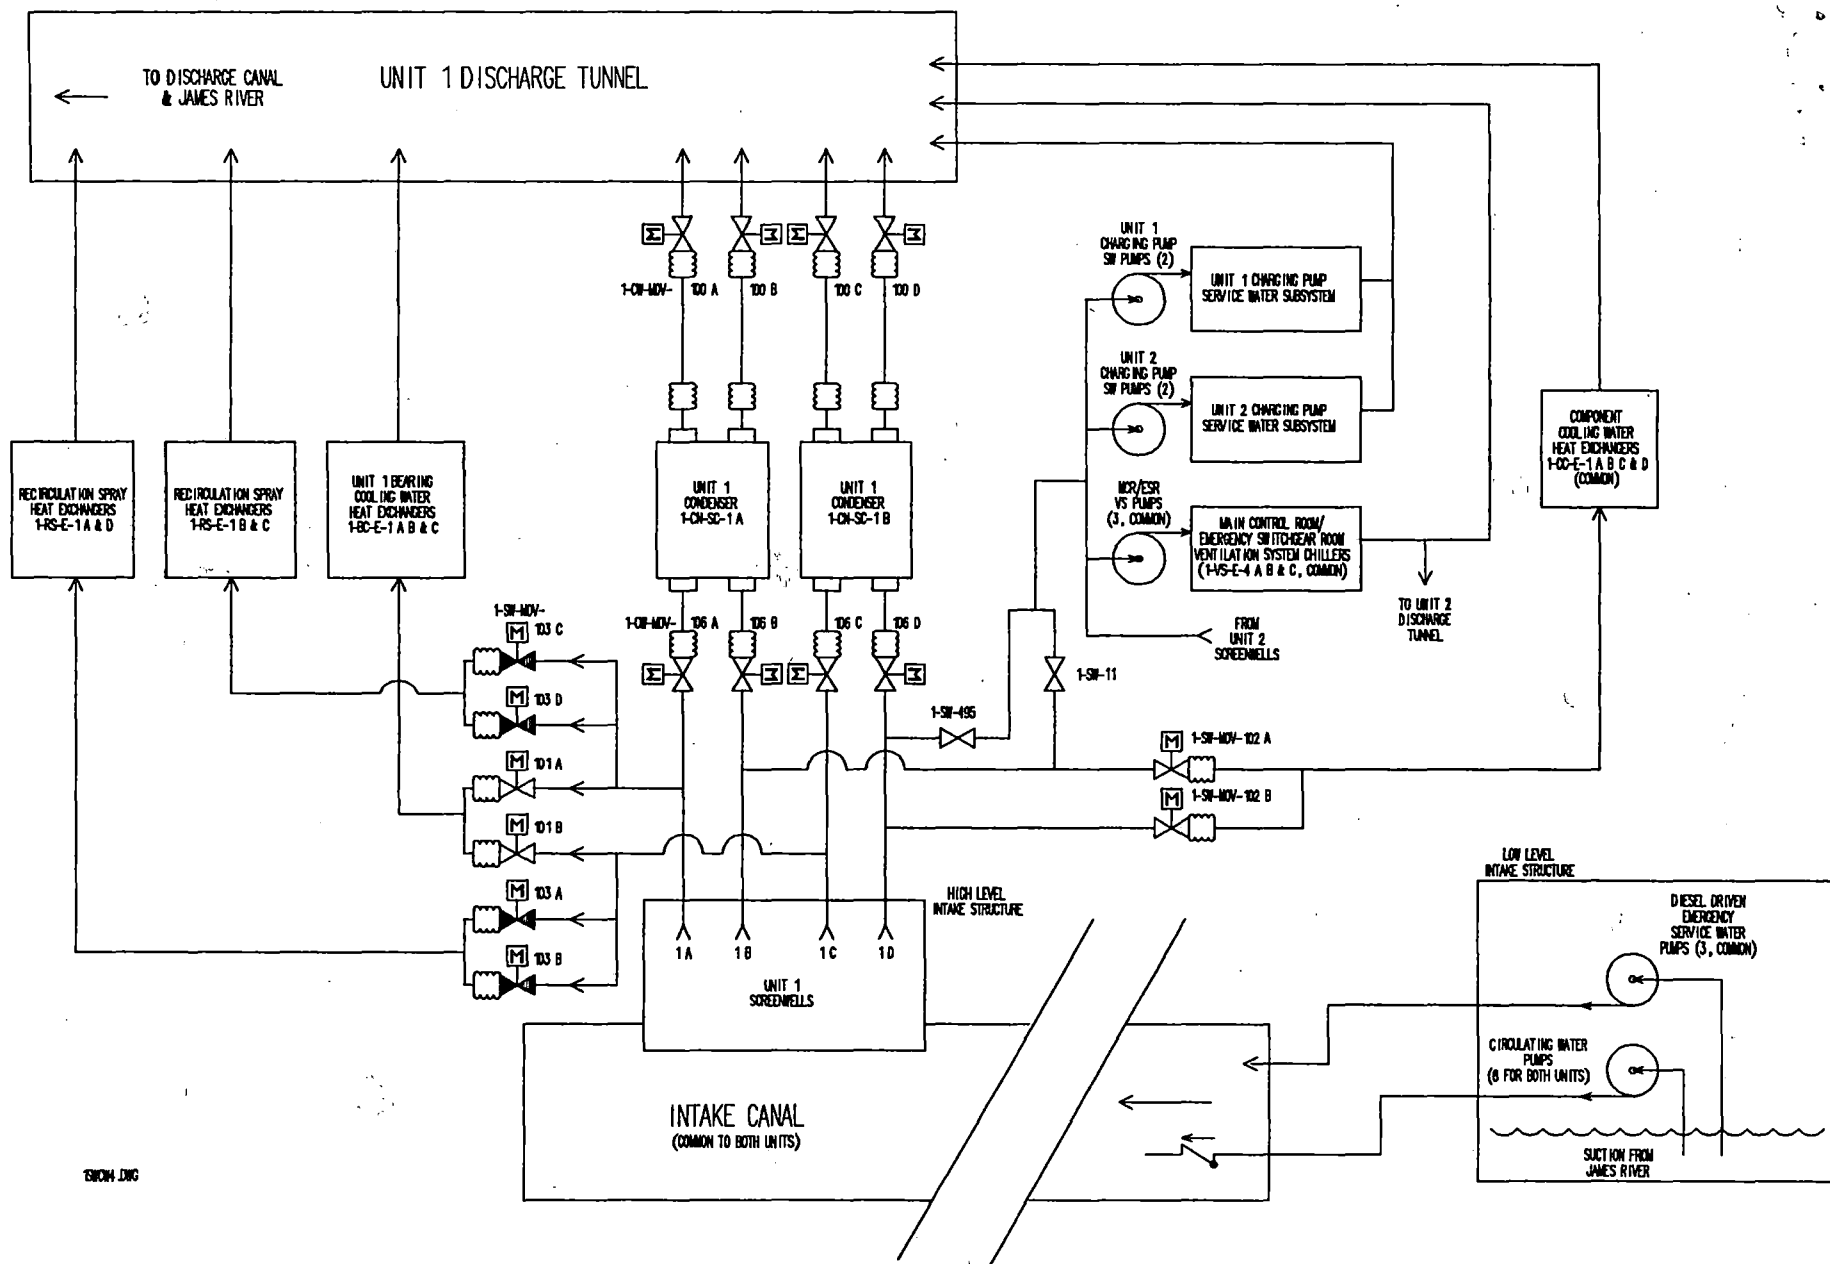 TO DISCHARGE CANAL
& JAMES RIVER
UNIT 1 DISCHARGE TUNNEL
1-CW-MOV-
100 A
100 B
100 C
100 D
UNIT 1
CHARGING PUMP
SW PUMPS (2)
UNIT 1 CHARGING PUMP
SERVICE WATER SUBSYSTEM
UNIT 2
CHARGING PUMP
SW PUMPS (2)
UNIT 2 CHARGING PUMP
SERVICE WATER SUBSYSTEM
MCR/ESR
VS PUMPS
(3, COMMON)
MAIN CONTROL ROOM/
EMERGENCY SWITCHGEAR ROOM
VENTILATION SYSTEM CHILLERS
(1-VS-E-4 A B & C, COMMON)
TO UNIT 2
DISCHARGE
TUNNEL
FROM
UNIT 2
SCREENWELLS
COMPONENT
COOLING WATER
HEAT EXCHANGERS
1-CC-E-1 A B C & D
(COMMON)
RECIRCULATION SPRAY
HEAT EXCHANGERS
1-RS-E-1 A & D
RECIRCULATION SPRAY
HEAT EXCHANGERS
1-RS-E-1 B & C
UNIT 1 BEARING
COOLING WATER
HEAT EXCHANGERS
1-BC-E-1 A B & C
UNIT 1
CONDENSER
1-CN-SC-1 A
UNIT 1
CONDENSER
1-CN-SC-1 B
1-CW-MOV-
106 A
106 B
106 C
106 D
M
M
M
M
M
M
M
M
1-SW-MOV-
M
103 C
M
103 D
M
101 A
M
101 B
M
103 A
M
103 B
1-SW-495
1-SW-11
M
1-SW-MOV-102 A
M
1-SW-MOV-102 B
HIGH LEVEL
INTAKE STRUCTURE
1A
1B
1C
1D
UNIT 1
SCREENWELLS
INTAKE CANAL
(COMMON TO BOTH UNITS)
LOW LEVEL
INTAKE STRUCTURE
DIESEL DRIVEN
EMERGENCY
SERVICE WATER
PUMPS (3, COMMON)
CIRCULATING WATER
PUMPS
(8 FOR BOTH UNITS)
SUCTION FROM
JAMES RIVER